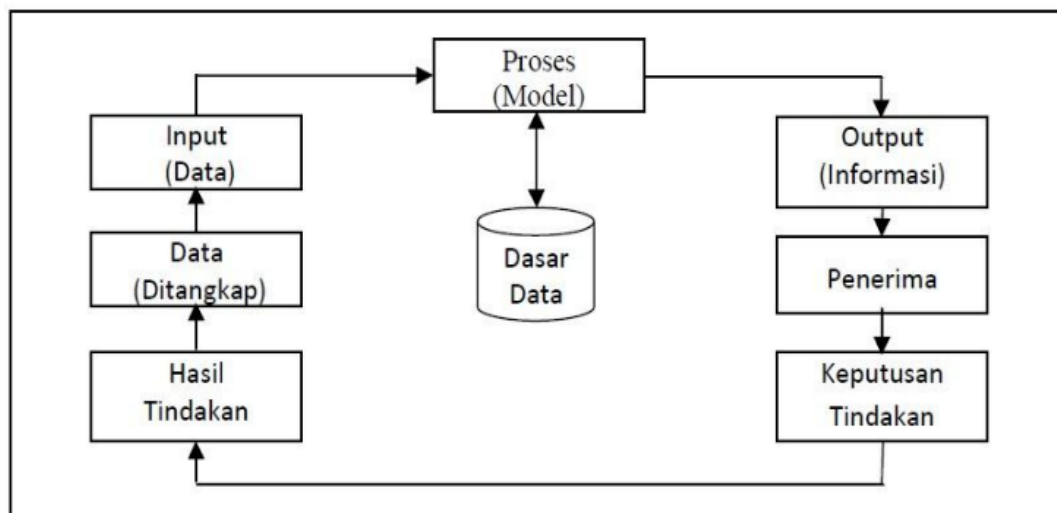 Proses
(Model)
Input
(Data)
Output
(Informasi)
Data
(Ditangkap)
Dasar
Data
Penerima
Hasil
Tindakan
Keputusan
Tindakan